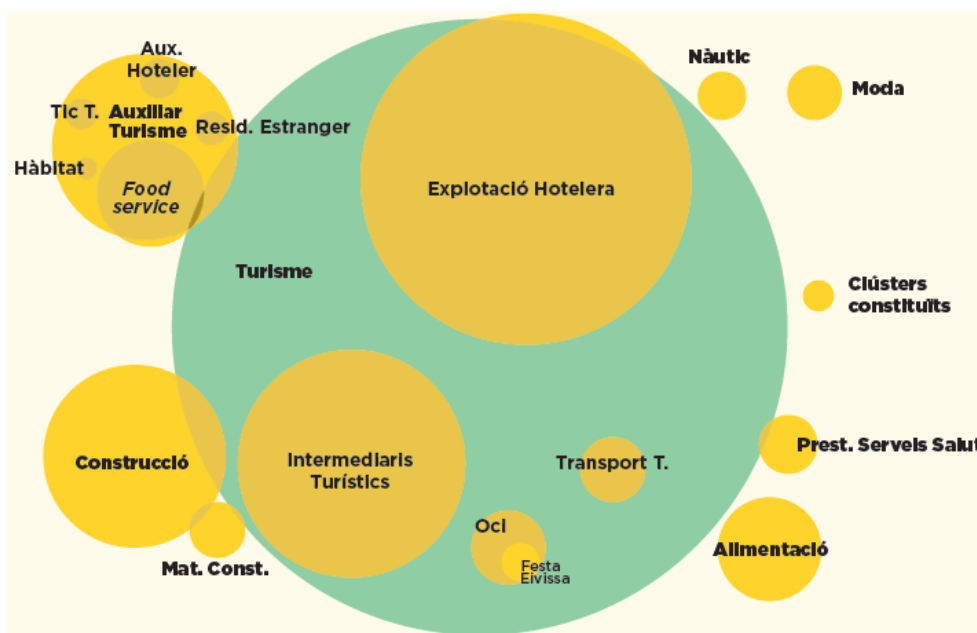 Aux.
Hoteler
Nàutic
Moda
Tic T.
Auxiliar
Turisme
Resid. Estranger
Hàbitat
Food
service
Explotació Hotelera
Turisme
Clústers
constituïts
Construcció
Intermediaris
Turístics
Transport T.
Prest. Serveis Salut
Oci
Alimentació
Mat. Const.
Festa
Eivissa